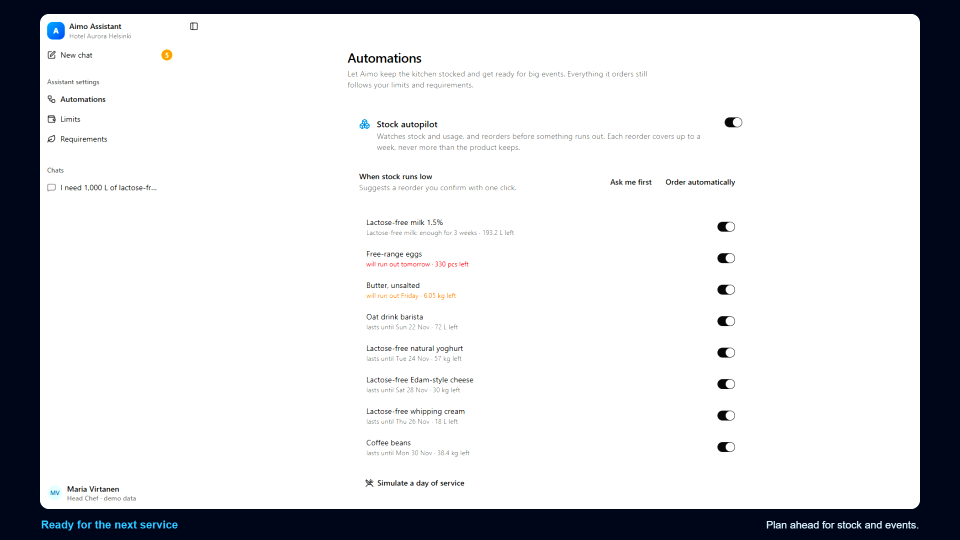 Aimo Assistant
Hotel Aurora Helsinki
New chat
3
Assistant settings
Automations
Limits
Requirements
Chats
I need 1,000 L of lactose-fr...
MV
Maria Virtanen
Head Chef · demo data
Automations
Let Aimo keep the kitchen stocked and get ready for big events. Everything it orders still
follows your limits and requirements.
Stock autopilot
Watches stock and usage, and reorders before something runs out. Each reorder covers up to a
week, never more than the product keeps.
When stock runs low
Suggests a reorder you confirm with one click.
Ask me first
Order automatically
Lactose-free milk 1.5%
Lactose-free milk: enough for 3 weeks · 193.2 L left
Free-range eggs
will run out tomorrow · 330 pcs left
Butter, unsalted
will run out Friday · 6.05 kg left
Oat drink barista
lasts until Sun 22 Nov · 72 L left
Lactose-free natural yoghurt
lasts until Tue 24 Nov · 57 kg left
Lactose-free Edam-style cheese
lasts until Sat 28 Nov · 30 kg left
Lactose-free whipping cream
lasts until Thu 26 Nov · 18 L left
Coffee beans
lasts until Mon 30 Nov · 38.4 kg left
Simulate a day of service
Ready for the next service
Plan ahead for stock and events.